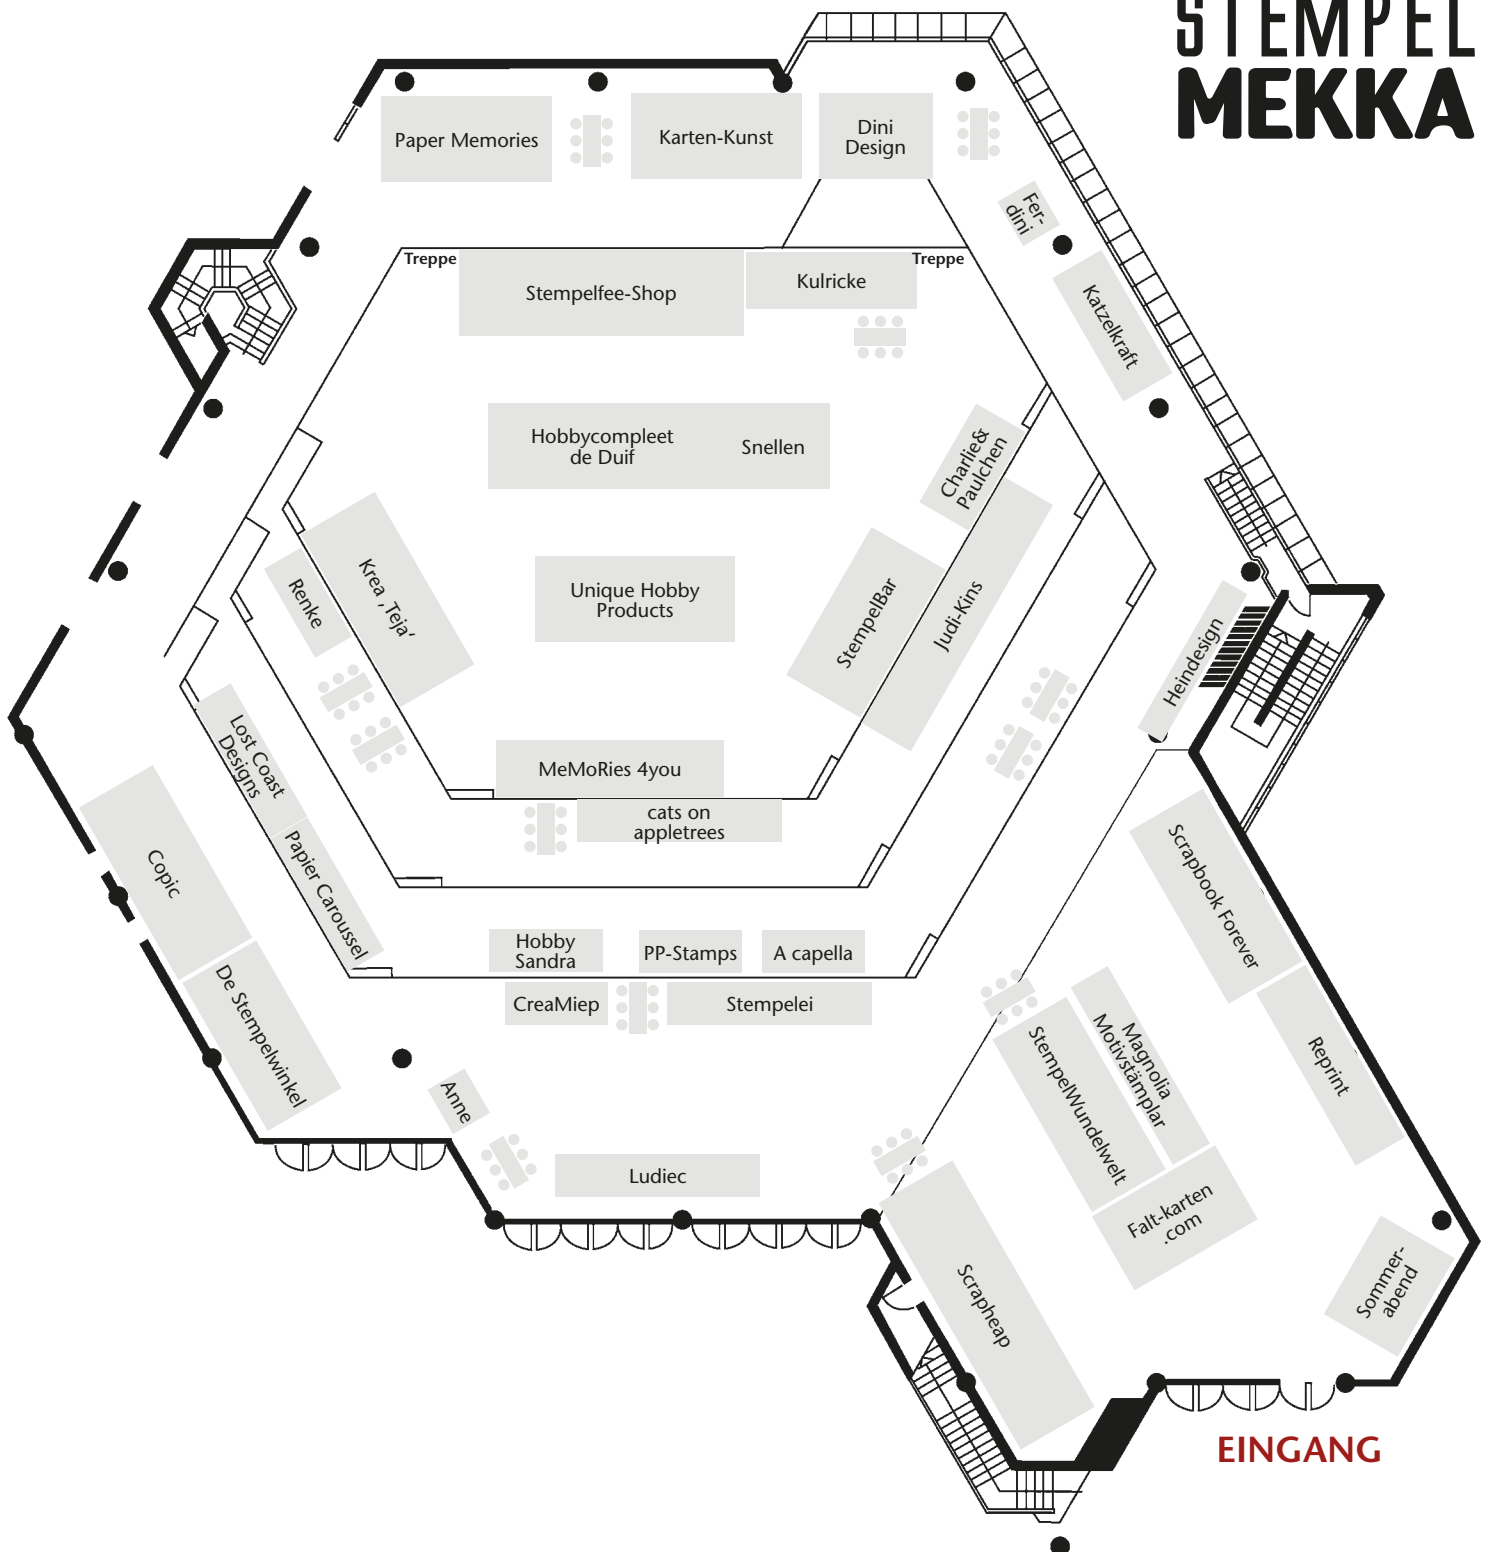 STEMPEL
MEKKA
Paper Memories
Karten-Kunst
Dini
Design
Fer-
dini
Treppe
Treppe
Stempelfee-Shop
Kulricke
Katzelkraft
Hobbycompleet
de Duif
Snellen
Charlie&
Paulchen
Renke
Krea ‚Teja‘
Unique Hobby
Products
StempelBar
Judi-Kins
Heindesign
Lost Coast
Designs
MeMoRies 4you
cats on
appletrees
Copic
Papier Caroussel
Scrapbook Forever
Hobby
Sandra
PP-Stamps
A capella
De Stempelwinkel
CreaMiep
Stempelei
StempelWundelwelt
Magnolia
Motivstämplar
Reprint
Anne
Ludiec
Falt-karten
.com
Scrapheap
Sommer-
abend
EINGANG